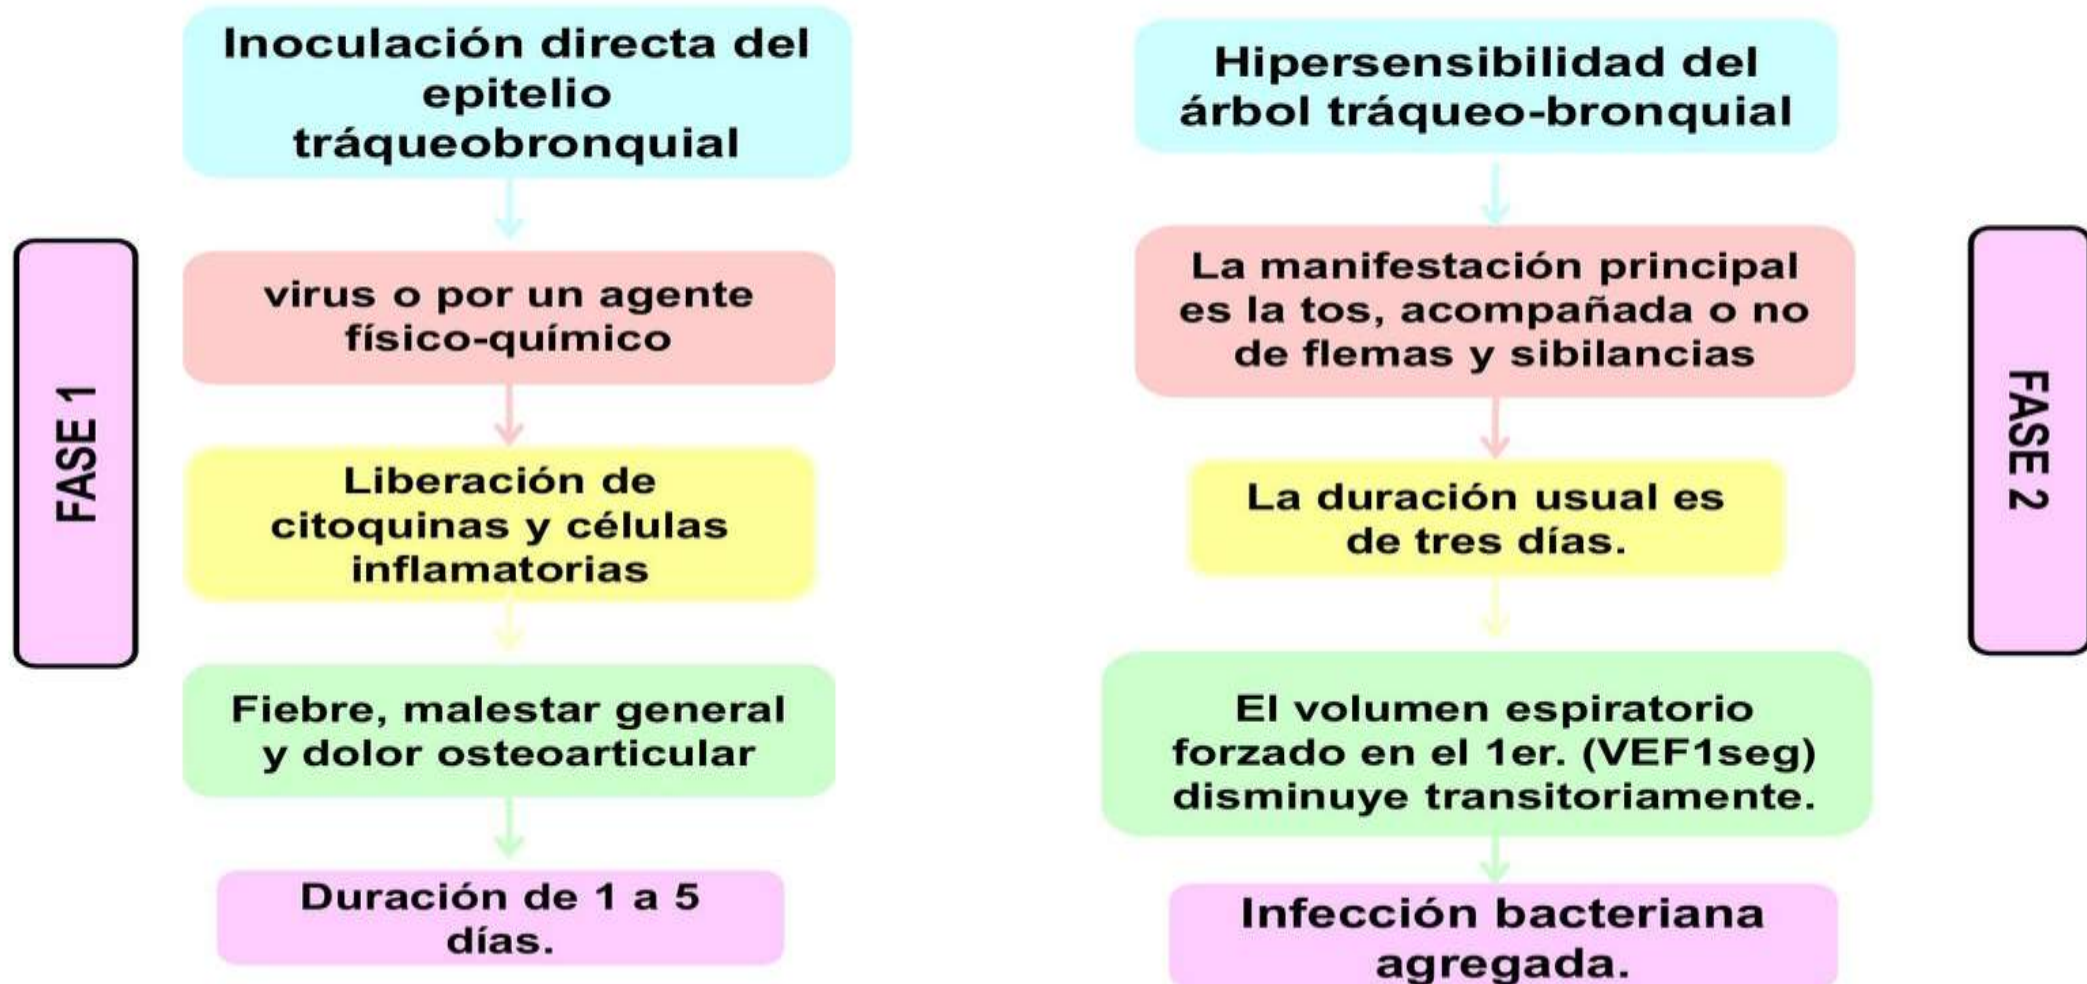 FASE 1
Inoculación directa del
epitelio
tráqueobronquial
virus o por un agente
físico-químico
Liberación de
citoquinas y células
inflamatorias
Fiebre, malestar general
y dolor osteoarticular
Duración de 1 a 5
días.
Hipersensibilidad del
árbol tráqueo-bronquial
La manifestación principal
es la tos, acompañada o no
de flemas y sibilancias
La duración usual es
de tres días.
El volumen espiratorio
forzado en el 1er. (VEF1seg)
disminuye transitoriamente.
Infección bacteriana
agregada.
FASE 2